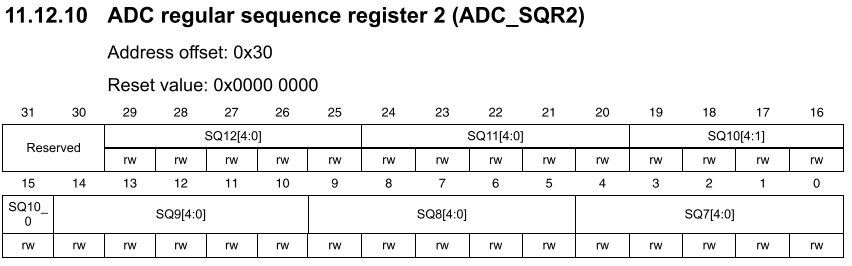 11.12.10 ADC regular sequence register 2 (ADC_SQR2)
Address offset: 0x30
Reset value: 0x0000 0000
31 30 29 28 27 26 25 24 23 22 21 20 19 18 17 16
Reserved SQ12[4:0] SQ11[4:0] SQ10[4:1]
rw rw rw rw rw rw rw rw rw rw rw rw rw rw
15 14 13 12 11 10 9 8 7 6 5 4 3 2 1 0
SQ10_
0 SQ9[4:0] SQ8[4:0] SQ7[4:0]
rw rw rw rw rw rw rw rw rw rw rw rw rw rw rw rw